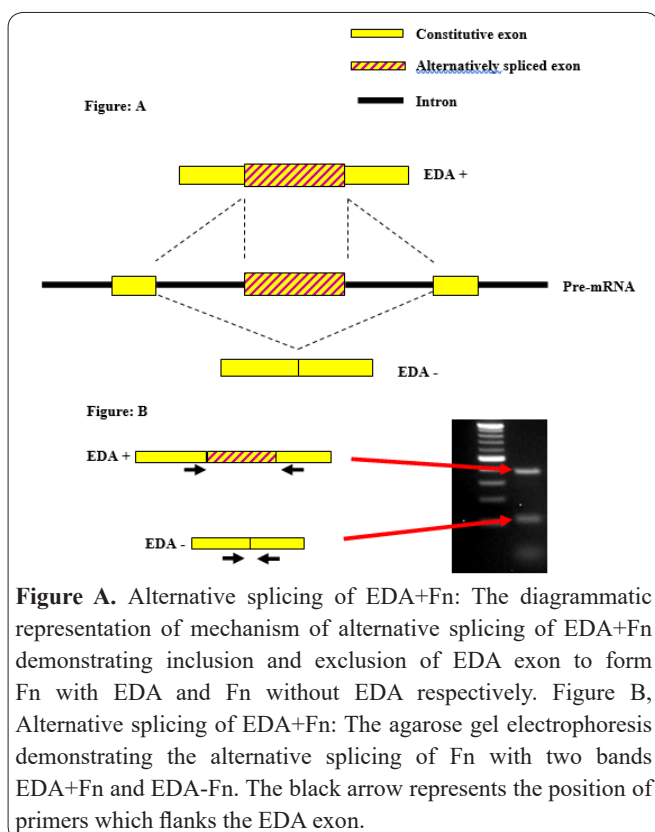 Constitutive exon
Alternatively spliced exon
Intron
Figure: A
EDA +
Pre-mRNA
EDA -
Figure: B
EDA +
EDA -
Figure A. Alternative splicing of EDA+Fn: The diagrammatic
representation of mechanism of alternative splicing of EDA+Fn
demonstrating inclusion and exclusion of EDA exon to form
Fn with EDA and Fn without EDA respectively. Figure B,
Alternative splicing of EDA+Fn: The agarose gel electrophoresis
demonstrating the alternative splicing of Fn with two bands
EDA+Fn and EDA-Fn. The black arrow represents the position of
primers which flanks the EDA exon.